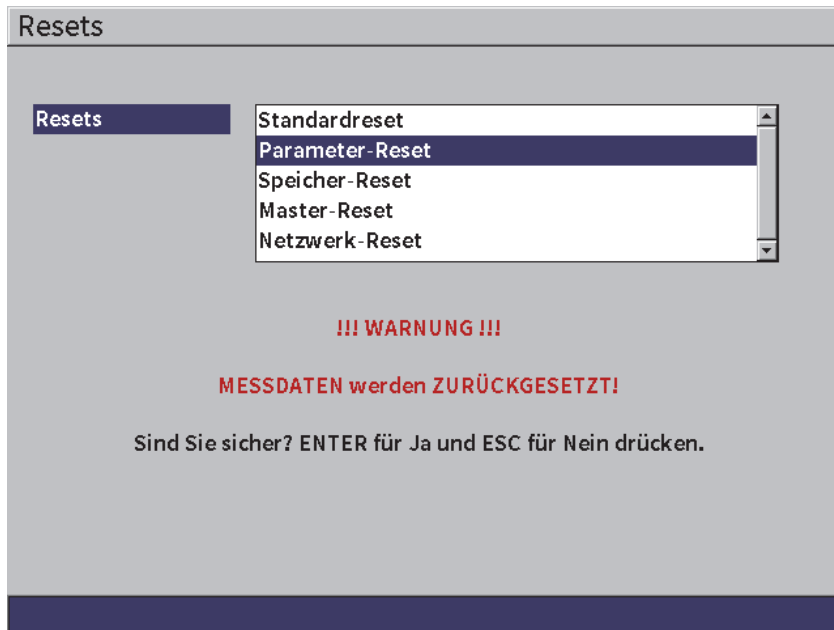 Resets
Resets
Standardreset
Parameter-Reset
Speicher-Reset
Master-Reset
Netzwerk-Reset
!!! WARNUNG !!!
MESSDATEN werden ZURÜCKGESETZT!
Sind Sie sicher? ENTER für Ja und ESC für Nein drücken.